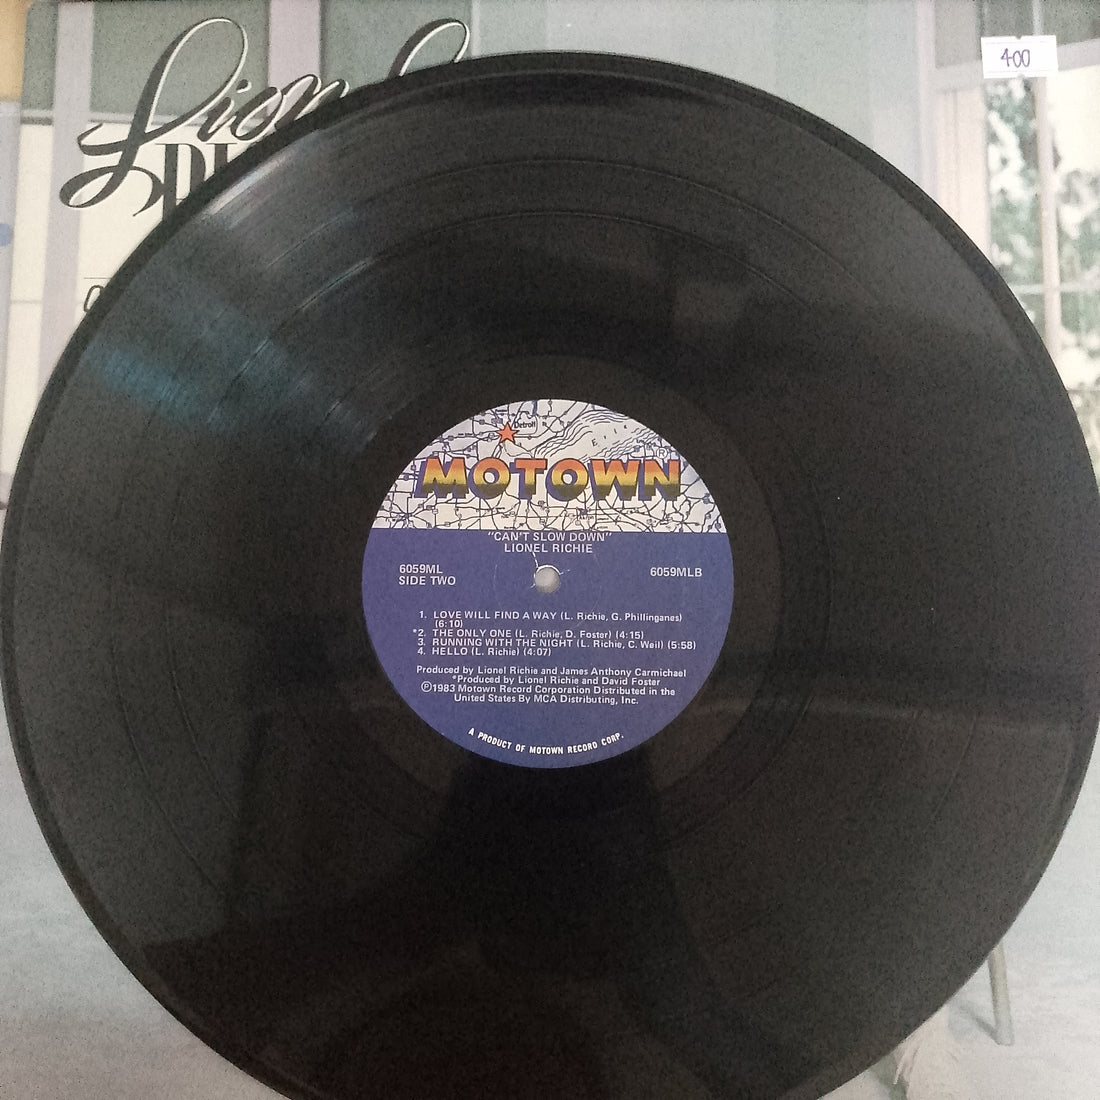 Lion
400
Detroit
Erie
MOTOWN®
"CAN'T SLOW DOWN"
LIONEL RICHIE
6059ML
SIDE TWO
6059MLB
1. LOVE WILL FIND A WAY (L. Richie, G. Phillinganes)
(6:10)
*2. THE ONLY ONE (L. Richie, D. Foster) (4:15)
3. RUNNING WITH THE NIGHT (L. Richie, C. Weil) (5:58)
4. HELLO (L. Richie) (4:07)
Produced by Lionel Richie and James Anthony Carmichael
*Produced by Lionel Richie and David Foster
℗1983 Motown Record Corporation Distributed in the
United States By MCA Distributing, Inc.
A PRODUCT OF MOTOWN RECORD CORP.